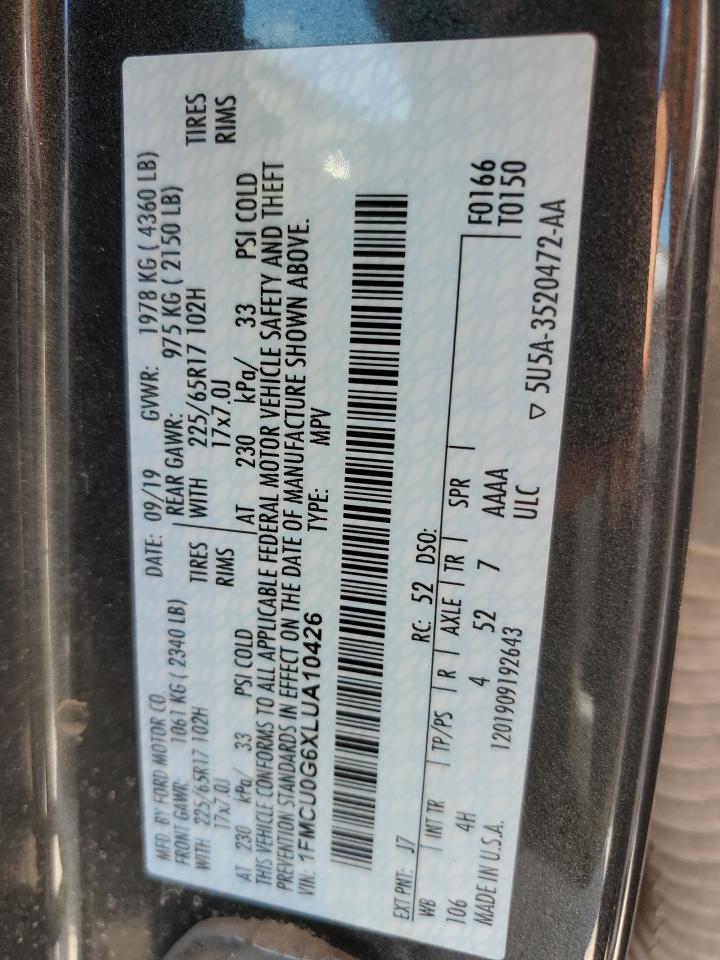 MFD. BY FORD MOTOR CO. DATE: 09/19 GVWR: 1978 KG ( 4360 LB)
FRONT GAWR: 1061 KG ( 2340 LB) REAR GAWR: 975 KG ( 2150 LB)
WITH 225/65R17 102H TIRES WITH 225/65R17 102H TIRES
17x7.0J RIMS 17x7.0J RIMS
AT 230 kPa/ 33 PSI COLD AT 230 kPa/ 33 PSI COLD
THIS VEHICLE CONFORMS TO ALL APPLICABLE FEDERAL MOTOR VEHICLE SAFETY AND THEFT
PREVENTION STANDARDS IN EFFECT ON THE DATE OF MANUFACTURE SHOWN ABOVE.
VIN: 1FMCU0G6XLUA10426 TYPE: MPV
EXT PNT: J7 RC: 52 DSO:
WB INT TR TP/PS R AXLE TR SPR F0166
106 4H 4 52 7 AAAA T0150
MADE IN U.S.A. 1201909192643 ULC
▽ 5U5A-3520472-AA